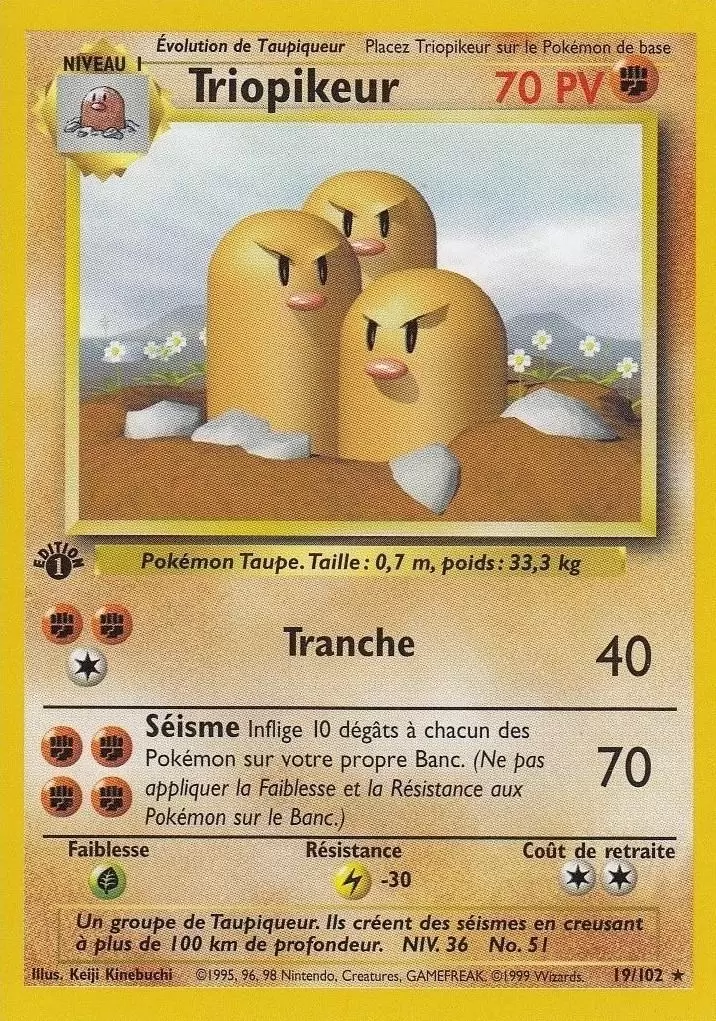 Évolution de Taupiqueur Placez Triopikeur sur le Pokémon de base
NIVEAU 1
Triopikeur 70 PV
EDITION 1
Pokémon Taupe. Taille : 0,7 m, poids : 33,3 kg
Tranche 40
Séisme Inflige 10 dégâts à chacun des
Pokémon sur votre propre Banc. (Ne pas
appliquer la Faiblesse et la Résistance aux
Pokémon sur le Banc.)
70
Faiblesse Résistance Coût de retraite
-30
Un groupe de Taupiqueur. Ils créent des séismes en creusant
à plus de 100 km de profondeur. NIV. 36 No. 51
Illus. Keiji Kinebuchi ©1995, 96, 98 Nintendo, Creatures, GAMEFREAK. ©1999 Wizards. 19/102 ★